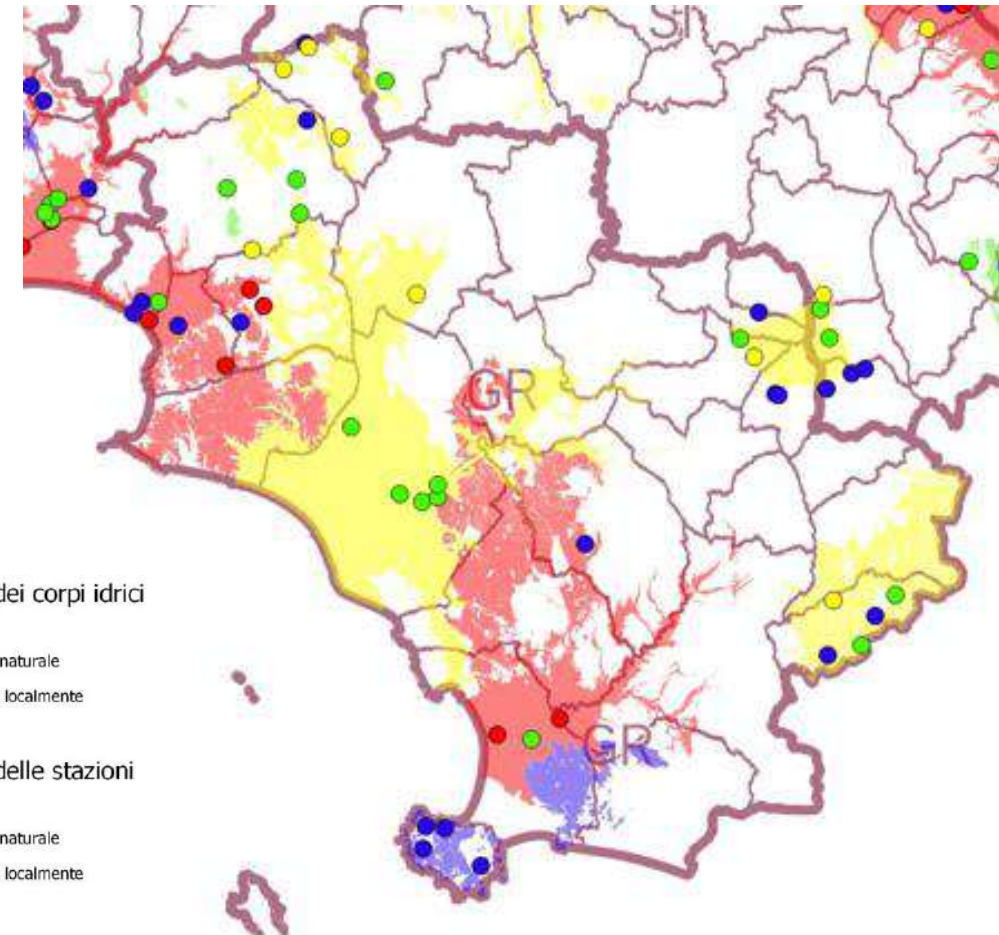 SI
GR
dei corpi idrici
naturale
localmente
GR
delle stazioni
naturale
localmente